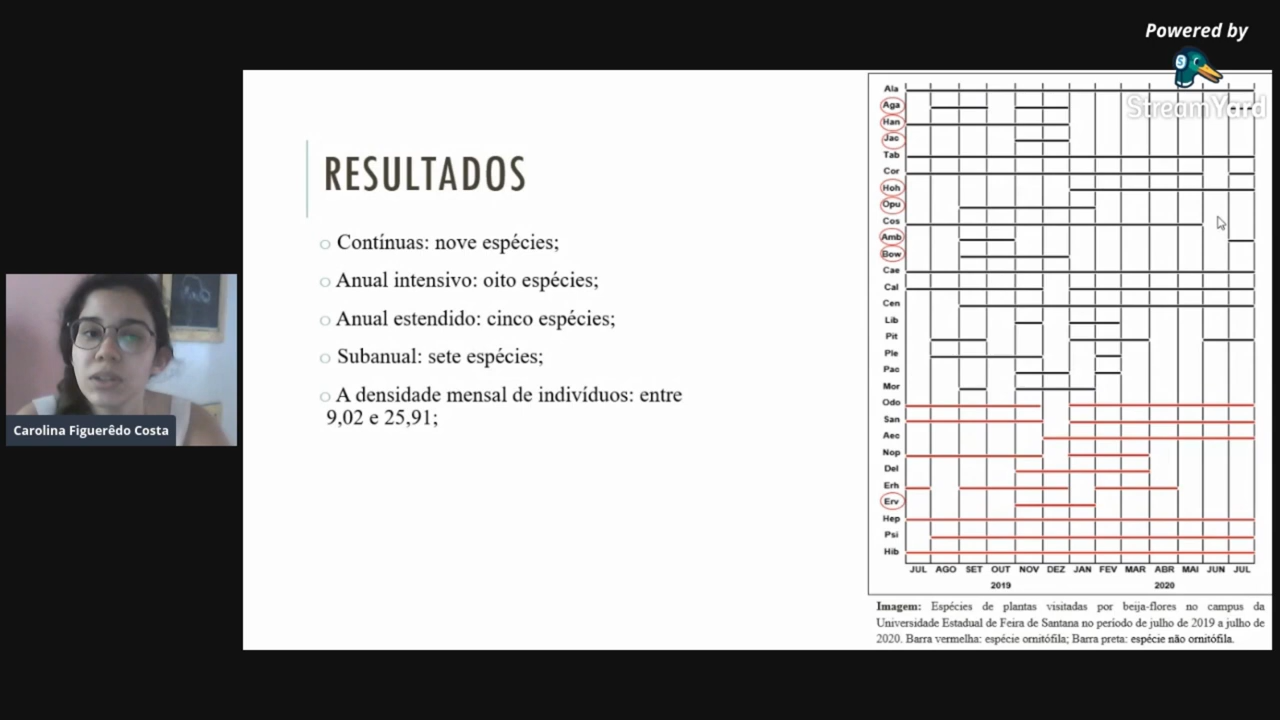 Powered by
StreamYard
RESULTADOS
Contínuas: nove espécies;
Anual intensivo: oito espécies;
Anual estendido: cinco espécies;
Subanual: sete espécies;
A densidade mensal de indivíduos: entre
9,02 e 25,91;
Carolina Figuerêdo Costa
Ala
Aga
Han
Jac
Tab
Cor
Hoh
Opu
Cos
Amb
Bow
Cae
Cal
Cen
Lib
Pit
Ple
Pac
Mor
Odo
San
Aec
Nop
Del
Erh
Erv
Hep
Psi
Hib
JUL AGO SET OUT NOV DEZ JAN FEV MAR ABR MAI JUN JUL
2019 2020
Imagem: Espécies de plantas visitadas por beija-flores no campus da
Universidade Estadual de Feira de Santana no período de julho de 2019 a julho de
2020. Barra vermelha: espécie ornitófila; Barra preta: espécie não ornitófila.